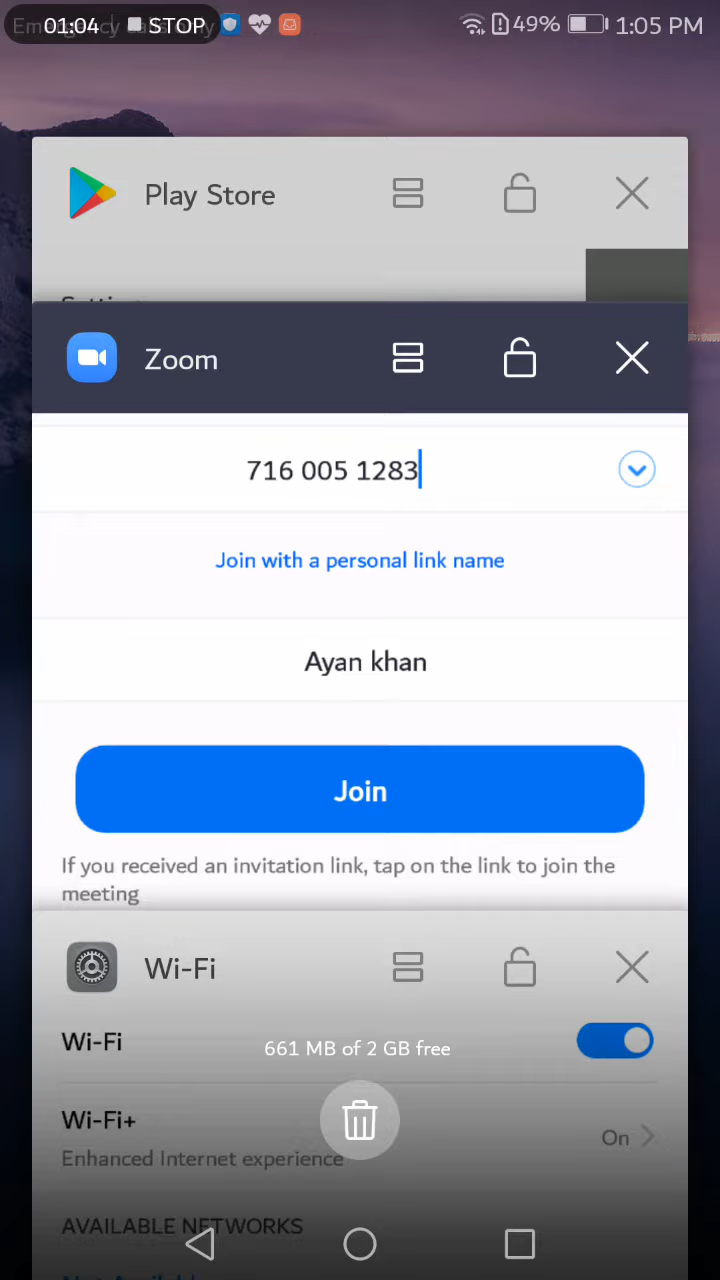 01:04 STOP 49% 1:05 PM
Play Store
Zoom
716 005 1283
Join with a personal link name
Ayan khan
Join
If you received an invitation link, tap on the link to join the
meeting
Wi-Fi
Wi-Fi
661 MB of 2 GB free
Wi-Fi+
On
Enhanced Internet experience
AVAILABLE NETWORKS